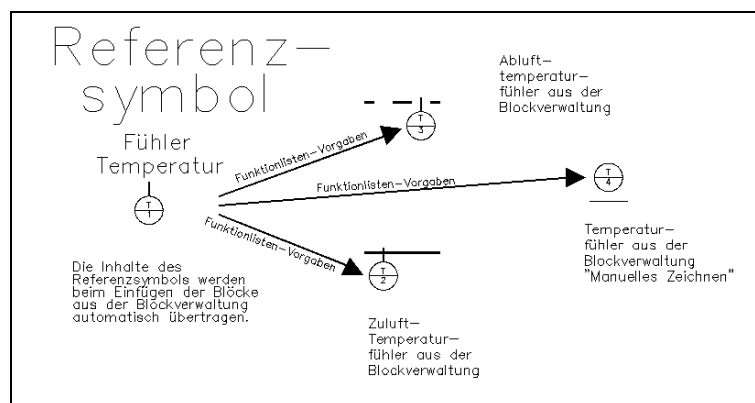 Referenz-
symbol
Fühler
Temperatur
T
1
Die Inhalte des
Referenzsymbols werden
beim Einfügen der Blöcke
aus der Blockverwaltung
automatisch übertragen.
Funktionlisten-Vorgaben
Funktionlisten-Vorgaben
Funktionlisten-Vorgaben
T
3
Abluft-
temperatur-
fühler aus der
Blockverwaltung
T
4
Temperatur-
fühler aus der
Blockverwaltung
"Manuelles Zeichnen"
T
2
Zuluft-
Temperatur-
fühler aus der
Blockverwaltung